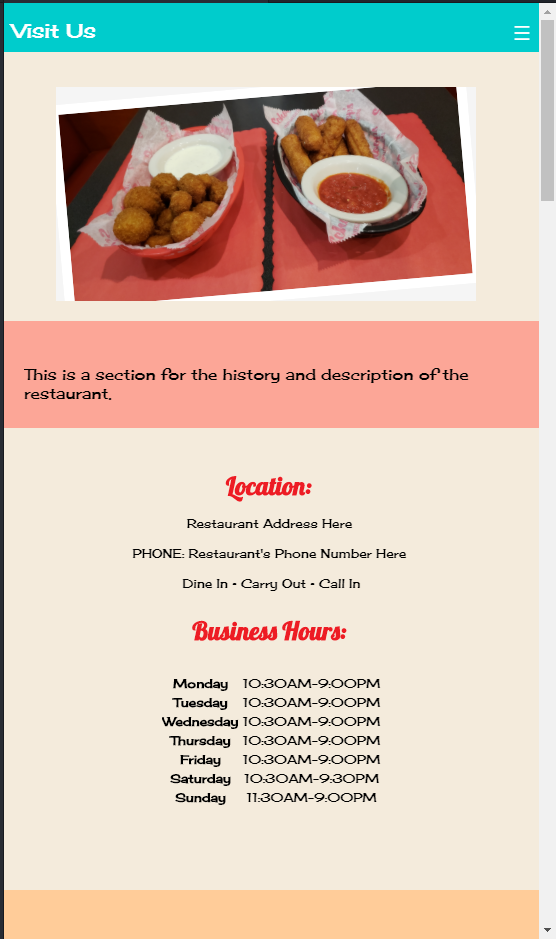 Visit Us
This is a section for the history and description of the
restaurant.
Location:
Restaurant Address Here
PHONE: Restaurant's Phone Number Here
Dine In - Carry Out - Call In
Business Hours:
Monday 10:30AM-9:00PM
Tuesday 10:30AM-9:00PM
Wednesday 10:30AM-9:00PM
Thursday 10:30AM-9:00PM
Friday 10:30AM-9:00PM
Saturday 10:30AM-9:30PM
Sunday 11:30AM-9:00PM